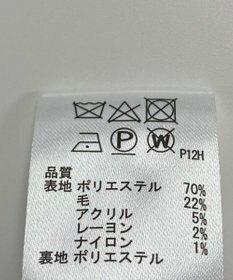 P W P12H
品質
表地 ポリエステル 70%
毛 22%
アクリル 5%
レーヨン 2%
ナイロン 1%
裏地 ポリエステル